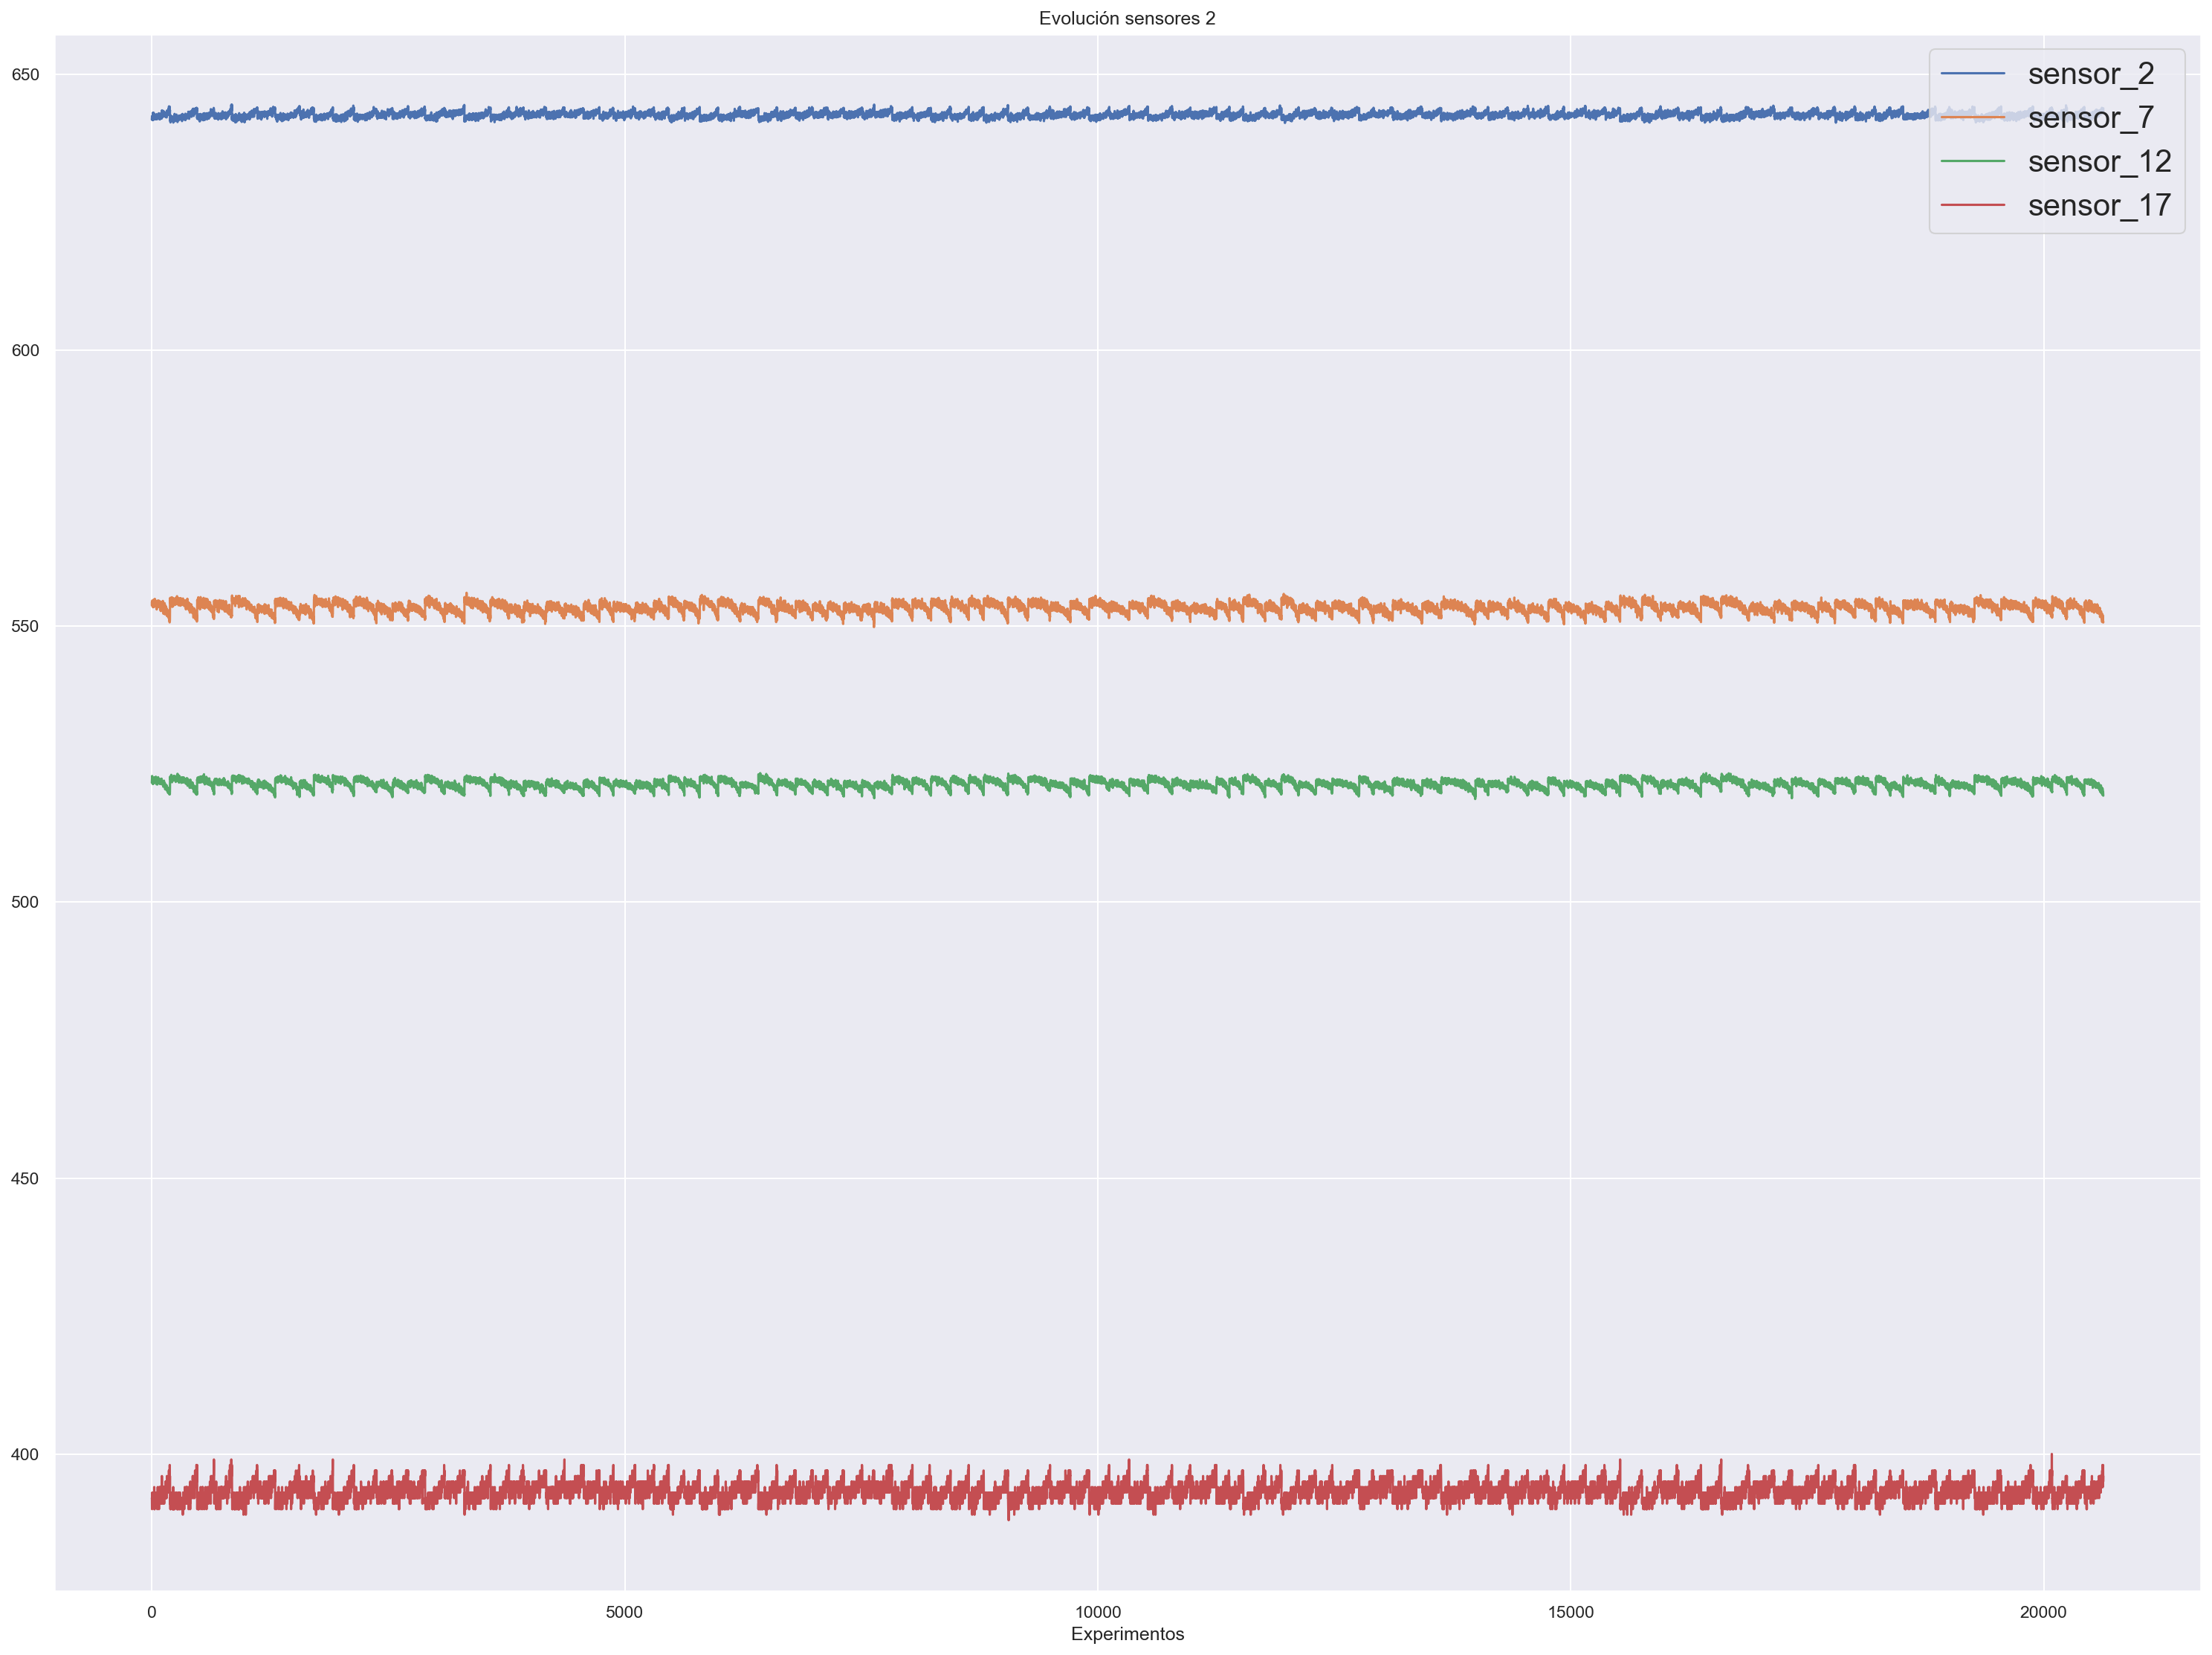 Evolución sensores 2
650
600
550
500
450
400
sensor_2
sensor_7
sensor_12
sensor_17
0 5000 10000 15000 20000
Experimentos